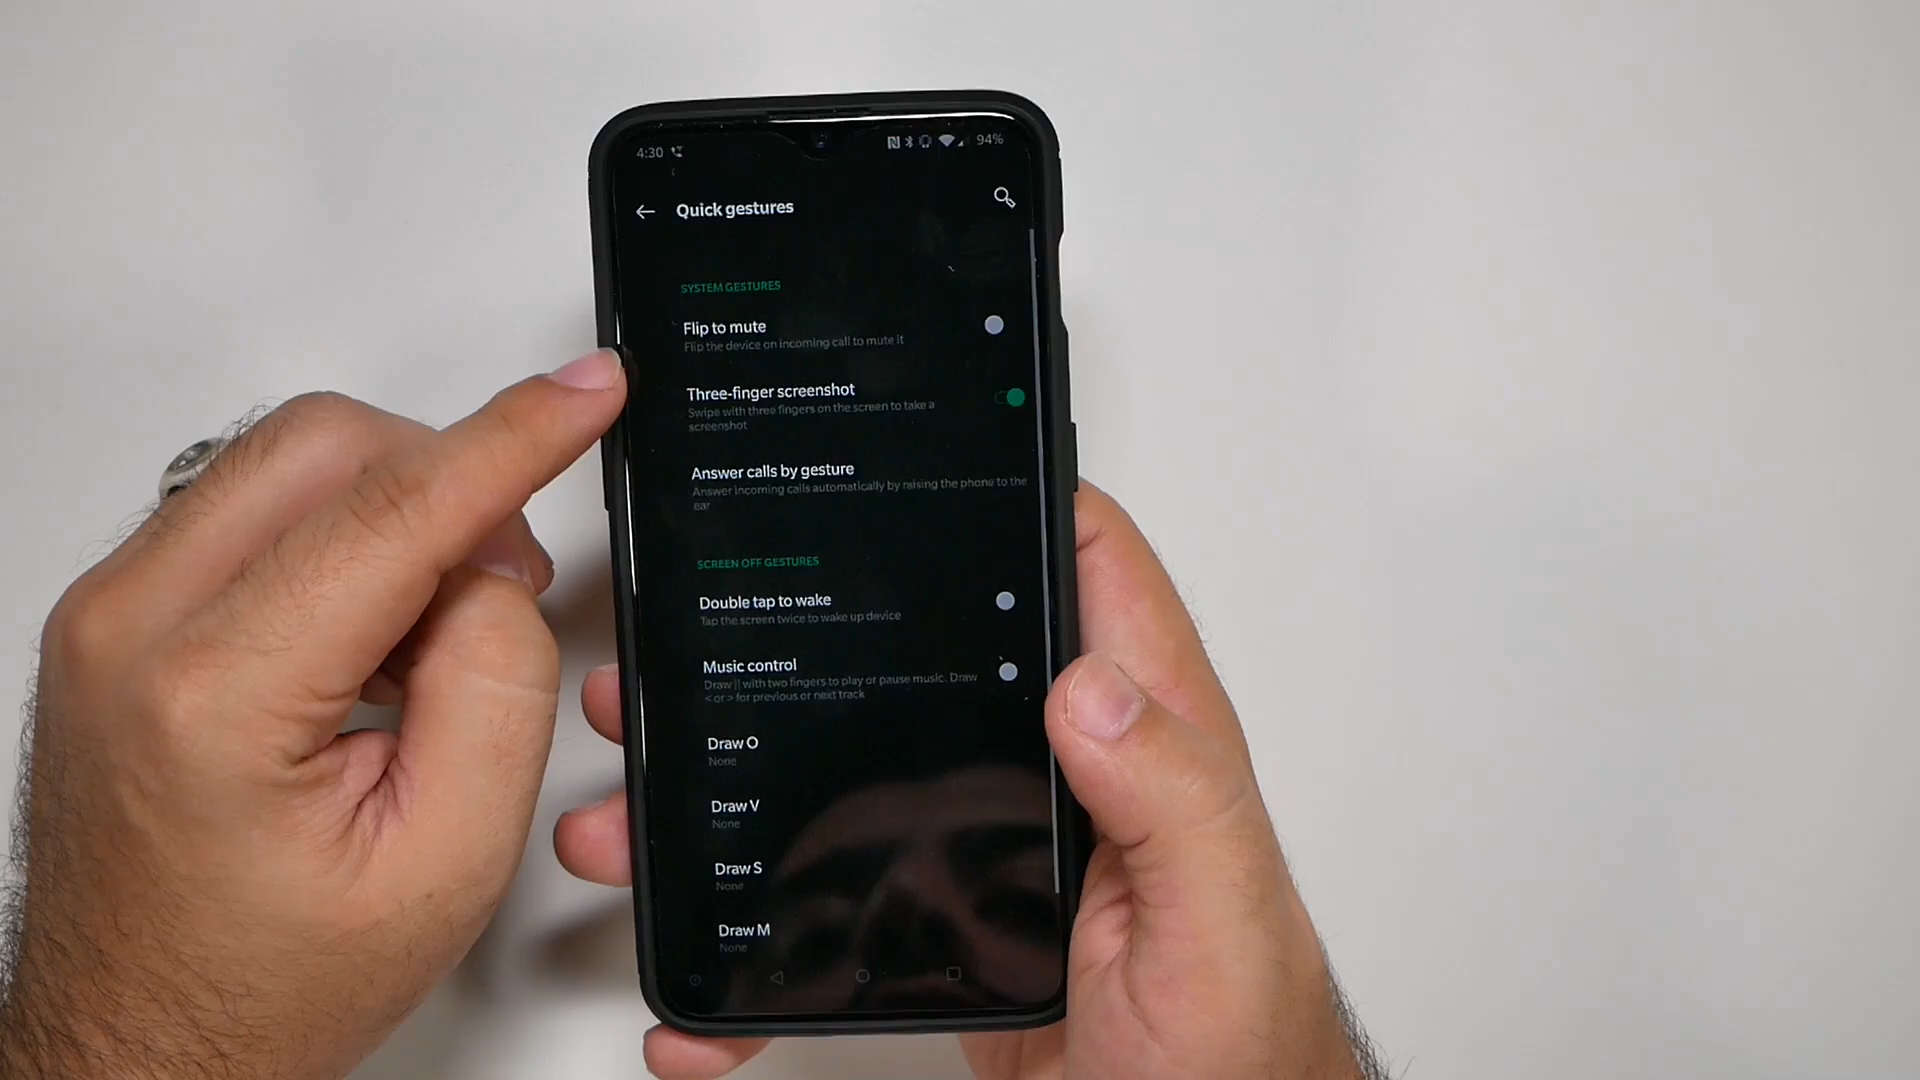 4:30
94%
Quick gestures
SYSTEM GESTURES
Flip to mute
Flip the device on incoming call to mute it
Three-finger screenshot
Swipe with three fingers on the screen to take a
screenshot
Answer calls by gesture
Answer incoming calls automatically by raising the phone to the
ear
SCREEN OFF GESTURES
Double tap to wake
Tap the screen twice to wake up device
Music control
Draw || with two fingers to play or pause music. Draw
< or > for previous or next track
Draw O
None
Draw V
None
Draw S
None
Draw M
None